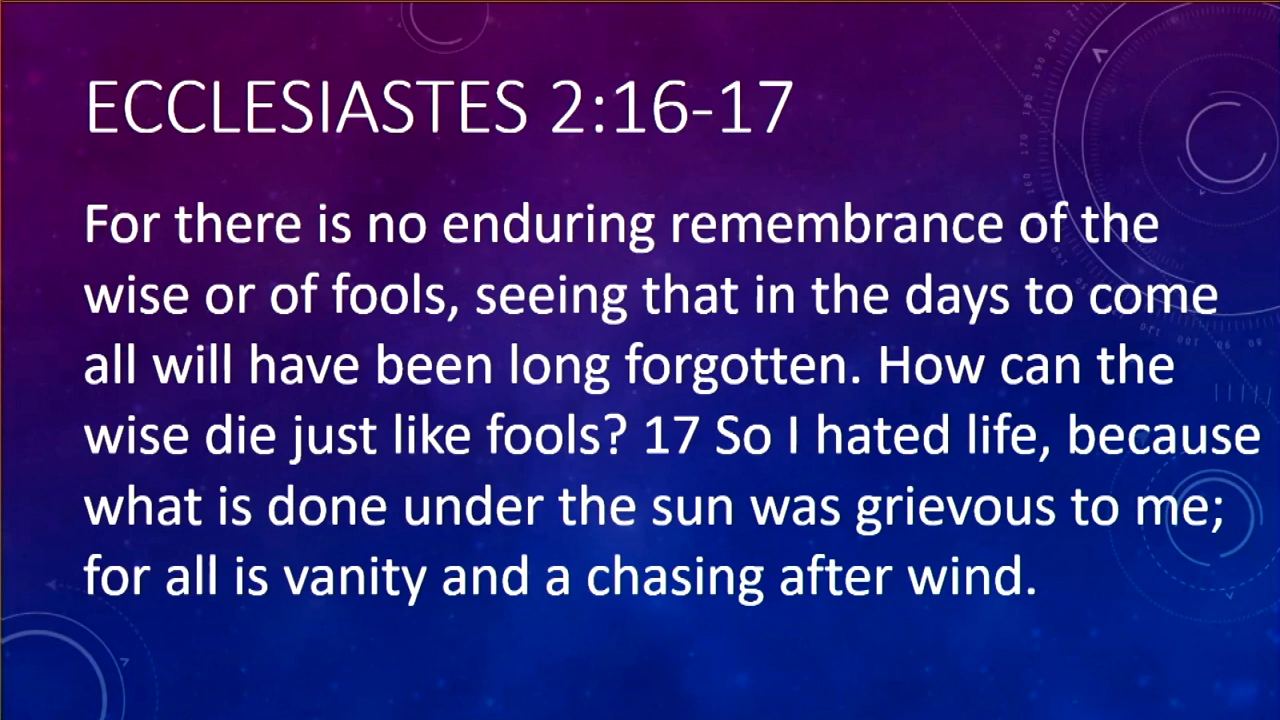 ECCLESIASTES 2:16-17
For there is no enduring remembrance of the
wise or of fools, seeing that in the days to come
all will have been long forgotten. How can the
wise die just like fools? 17 So I hated life, because
what is done under the sun was grievous to me;
for all is vanity and a chasing after wind.